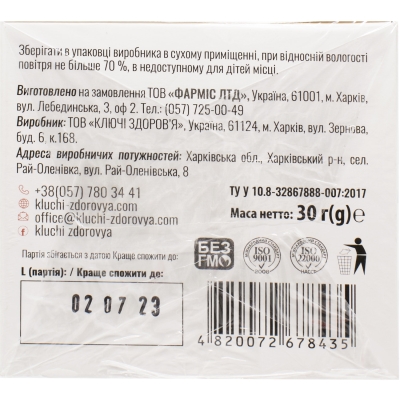 Зберігати в упаковці виробника в сухому приміщенні, при відносній вологості
повітря не більше 70 %, в недоступному для дітей місці.
Виготовлено на замовлення ТОВ «ФАРМІС ЛТД», Україна, 61001, м. Харків,
вул. Лебединська, 3, оф 2. Тел.: (057) 725-00-49
Виробник: ТОВ «КЛЮЧІ ЗДОРОВ'Я», Україна, 61124, м. Харків, вул. Зернова,
буд. 6, к.168.
Адреса виробничих потужностей: Харківська обл., Харківський р-н, сел.
Рай-Оленівка, вул. Рай-Оленівська, 8
+38(057) 780 34 41
kluchi-zdorovya.com
office@kluchi-zdorovya.com
kluchi zdorovya
ТУ У 10.8-32867888-007:2017
Маса нетто: 30 г(g)℮
Партія збігається з датою Краще спожити до:
L (партія): / Краще спожити до:
02 07 23
БЕЗ
ГМО
ISO
9001
2008
ISO
22000
HACCP
4 820072 678435